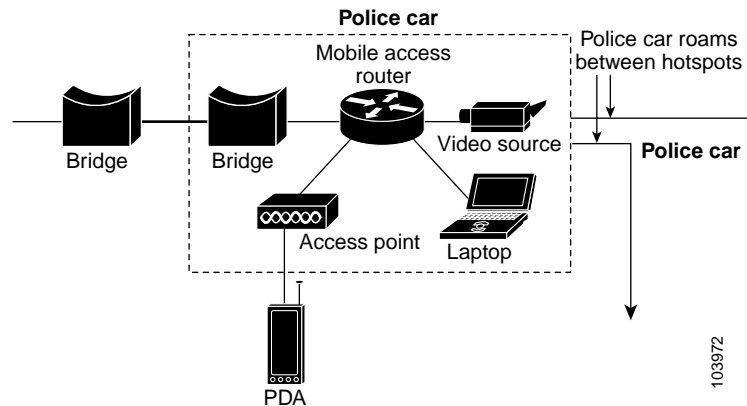 Police car
Mobile access
router
Police car roams
between hotspots
Bridge
Bridge
Video source
Police car
Access point
Laptop
PDA
103972